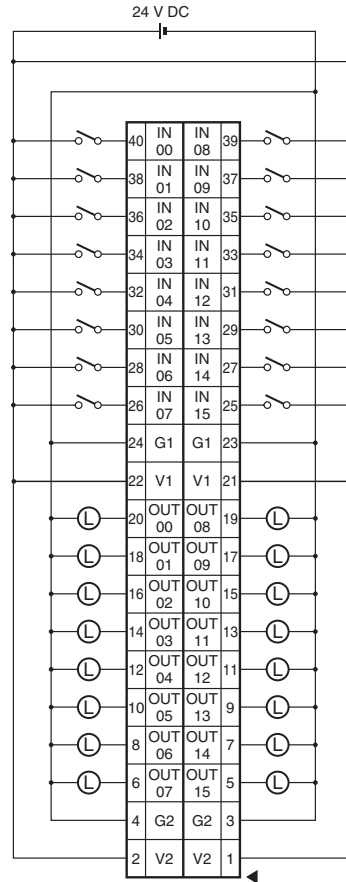 24 V DC
40 IN 00 IN 08 39
38 IN 01 IN 09 37
36 IN 02 IN 10 35
34 IN 03 IN 11 33
32 IN 04 IN 12 31
30 IN 05 IN 13 29
28 IN 06 IN 14 27
26 IN 07 IN 15 25
24 G1 G1 23
22 V1 V1 21
L 20 OUT 00 OUT 08 19 L
L 18 OUT 01 OUT 09 17 L
L 16 OUT 02 OUT 10 15 L
L 14 OUT 03 OUT 11 13 L
L 12 OUT 04 OUT 12 11 L
L 10 OUT 05 OUT 13 9 L
L 8 OUT 06 OUT 14 7 L
L 6 OUT 07 OUT 15 5 L
4 G2 G2 3
2 V2 V2 1